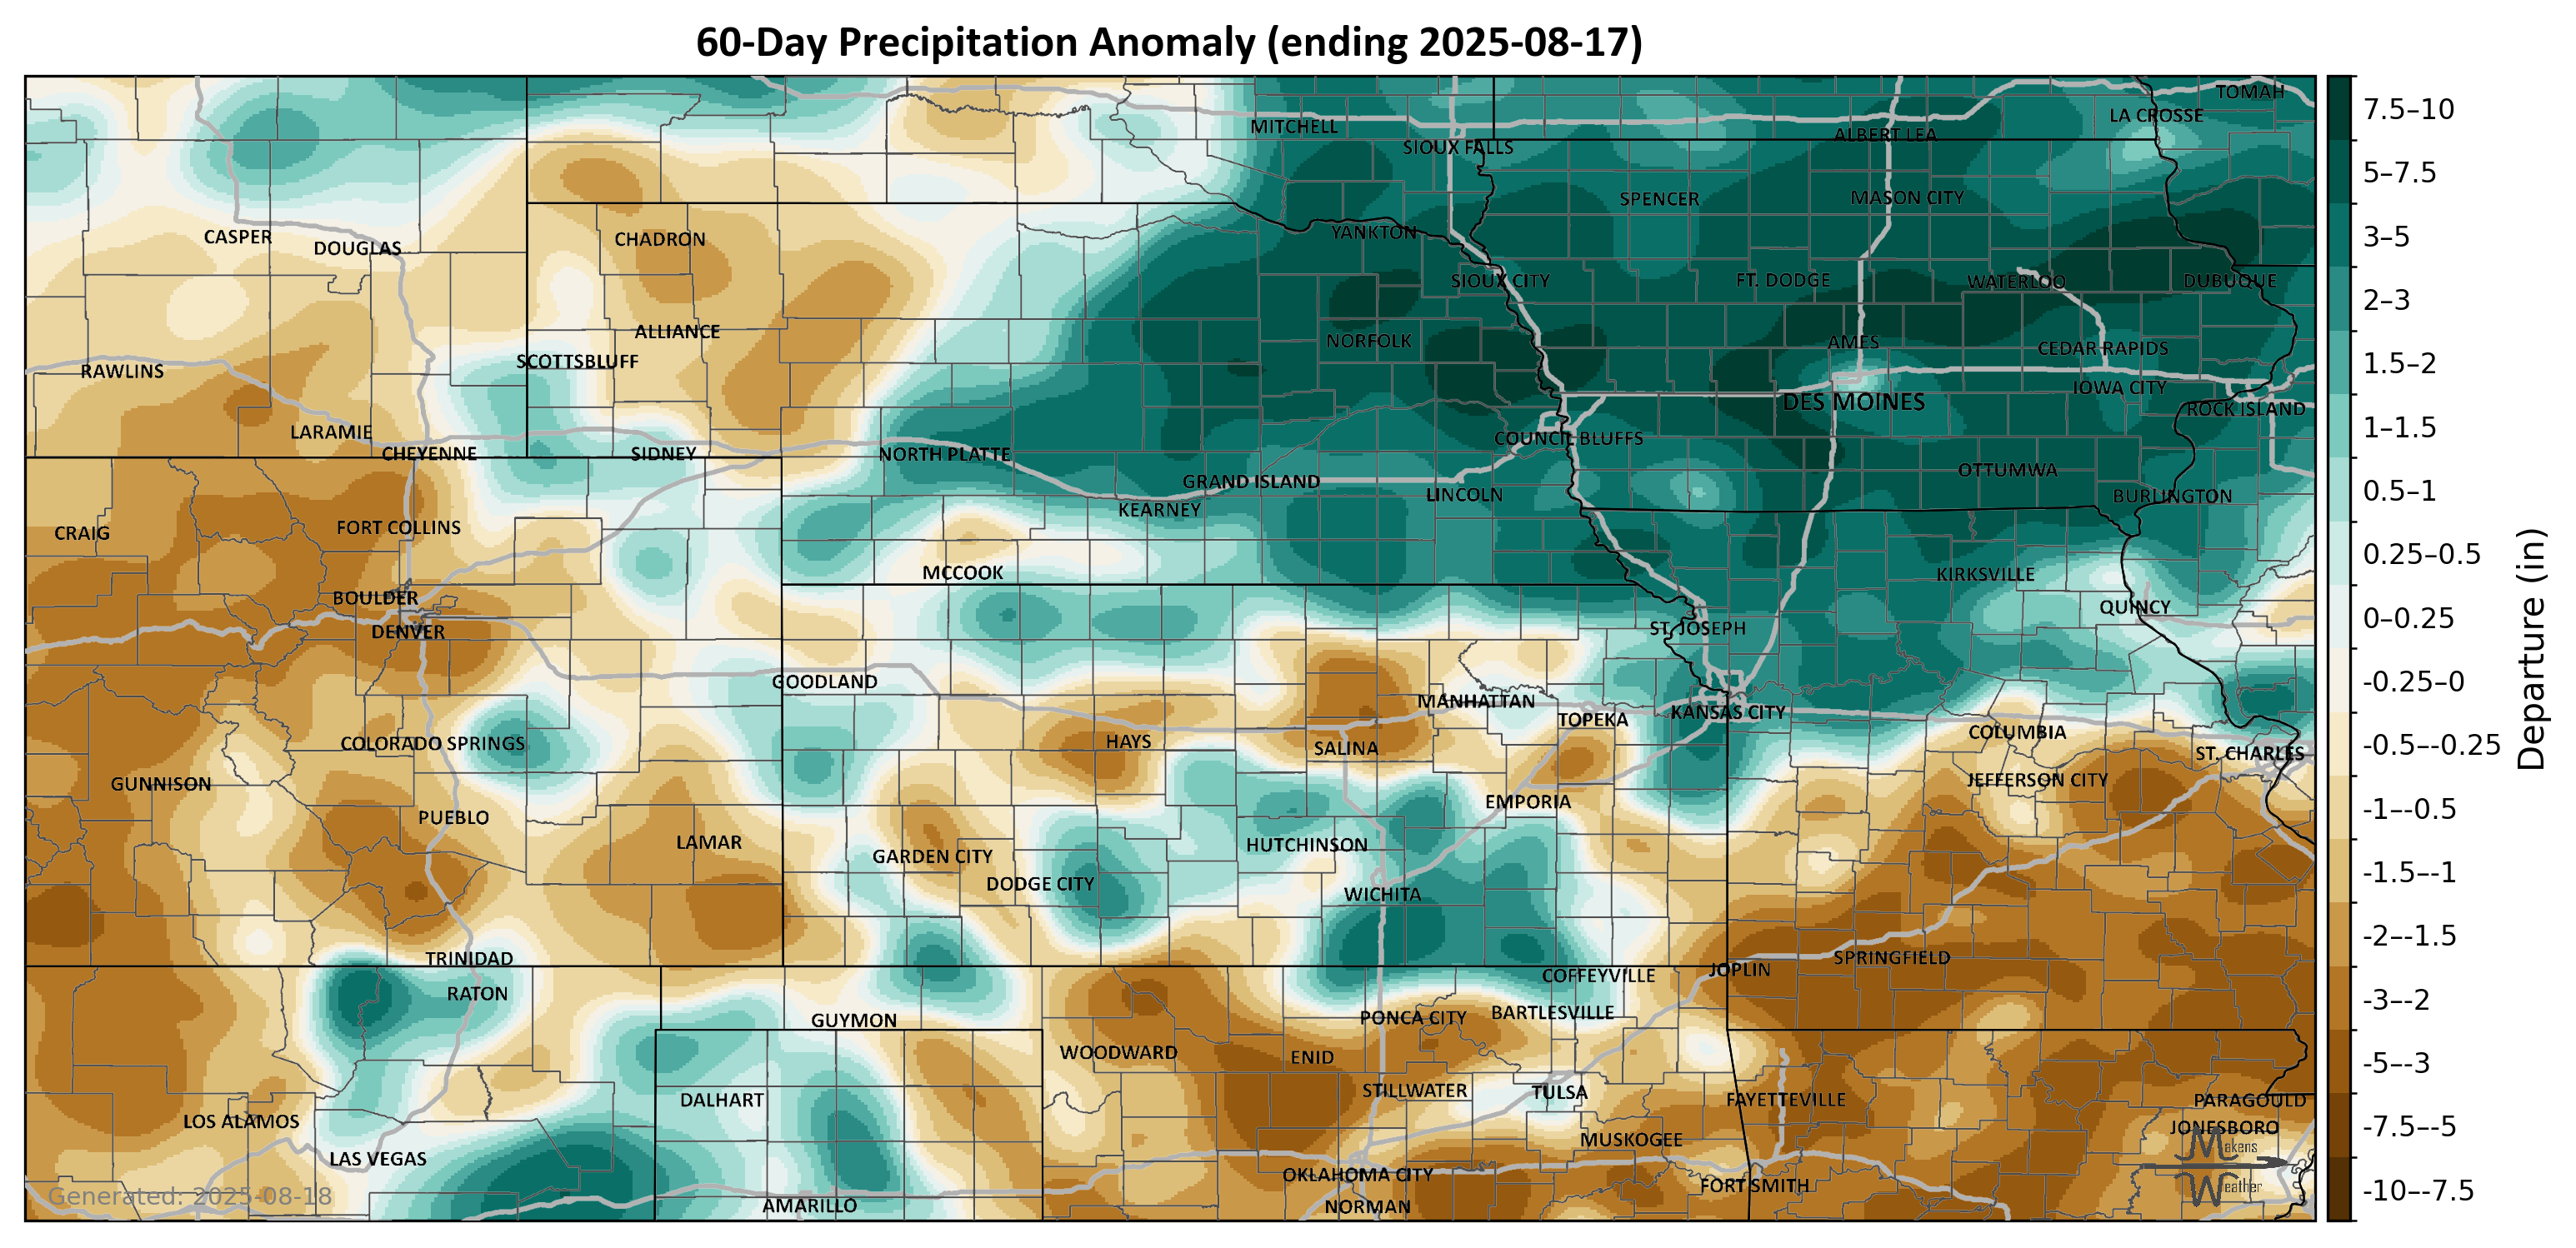 60-Day Precipitation Anomaly (ending 2025-08-17)
TOMAH
LA CROSSE
MITCHELL
ALBERT LEA
SIOUX FALLS
SPENCER
MASON CITY
CASPER
DOUGLAS
CHADRON
YANKTON
SIOUX CITY
FT. DODGE
WATERLOO
DUBUQUE
ALLIANCE
NORFOLK
AMES
CEDAR RAPIDS
SCOTTSBLUFF
RAWLINS
IOWA CITY
DES MOINES
ROCK ISLAND
LARAMIE
COUNCIL BLUFFS
CHEYENNE
SIDNEY
NORTH PLATTE
OTTUMWA
GRAND ISLAND
LINCOLN
BURLINGTON
KEARNEY
CRAIG
FORT COLLINS
MCCOOK
KIRKSVILLE
BOULDER
QUINCY
DENVER
ST. JOSEPH
GOODLAND
MANHATTAN
TOPEKA
KANSAS CITY
COLUMBIA
COLORADO SPRINGS
HAYS
SALINA
ST. CHARLES
GUNNISON
JEFFERSON CITY
EMPORIA
PUEBLO
LAMAR
HUTCHINSON
GARDEN CITY
DODGE CITY
WICHITA
TRINIDAD
SPRINGFIELD
JOPLIN
COFFEYVILLE
RATON
GUYMON
PONCA CITY
BARTLESVILLE
WOODWARD
ENID
STILLWATER
TULSA
DALHART
FAYETTEVILLE
PARAGOULD
LOS ALAMOS
JONESBORO
MUSKOGEE
LAS VEGAS
OKLAHOMA CITY
FORT SMITH
AMARILLO
NORMAN
Generated: 2025-08-18
Makens
Weather
7.5–10
5–7.5
3–5
2–3
1.5–2
1–1.5
0.5–1
0.25–0.5
0–0.25
-0.25–0
-0.5–-0.25
-1–-0.5
-1.5–-1
-2–-1.5
-3–-2
-5–-3
-7.5–-5
-10–-7.5
Departure (in)